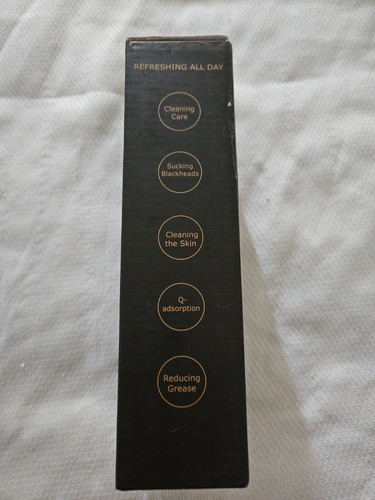 REFRESHING ALL DAY
Cleaning
Care
Sucking
Blackheads
Cleaning
the Skin
Q-
adsorption
Reducing
Grease